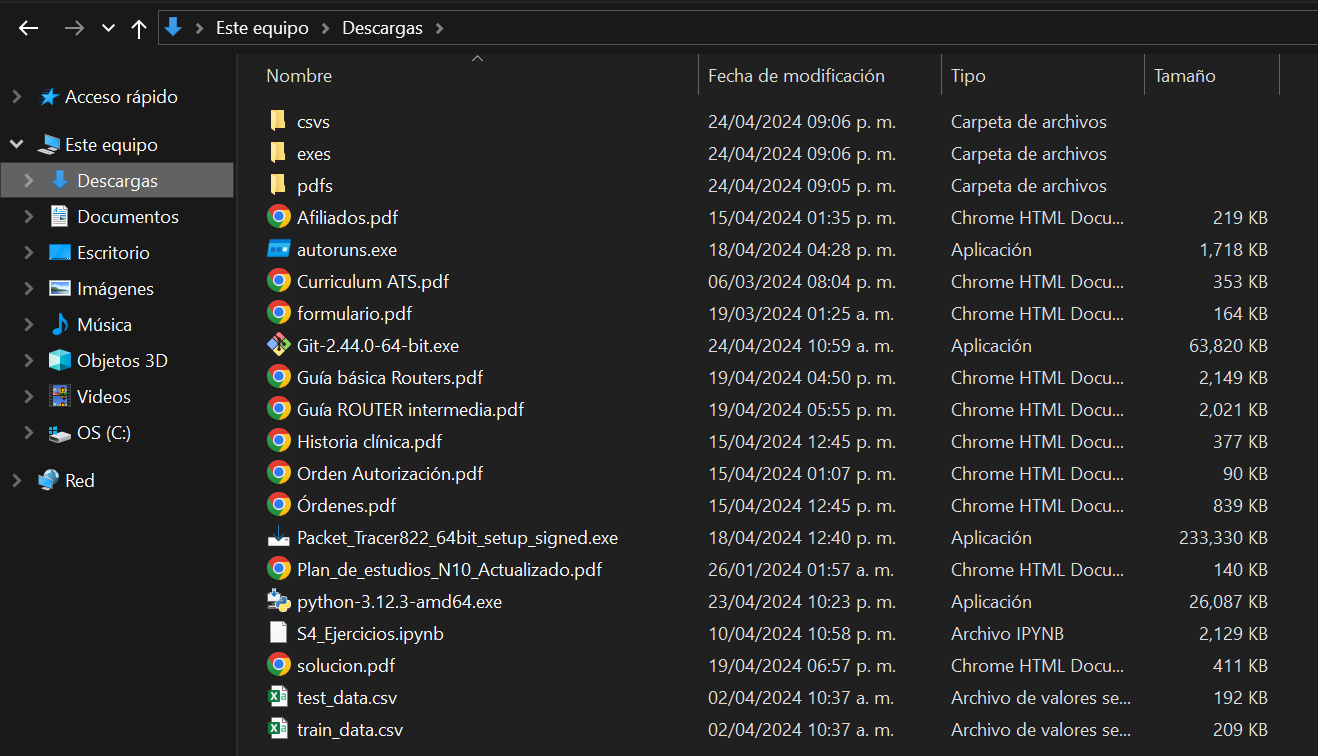 Este equipo Descargas
Nombre Fecha de modificación Tipo Tamaño
Acceso rápido
Este equipo
Descargas
Documentos
Escritorio
Imágenes
Música
Objetos 3D
Videos
OS (C:)
Red
csvs 24/04/2024 09:06 p. m. Carpeta de archivos
exes 24/04/2024 09:06 p. m. Carpeta de archivos
pdfs 24/04/2024 09:05 p. m. Carpeta de archivos
Afiliados.pdf 15/04/2024 01:35 p. m. Chrome HTML Docu... 219 KB
autoruns.exe 18/04/2024 04:28 p. m. Aplicación 1,718 KB
Curriculum ATS.pdf 06/03/2024 08:04 p. m. Chrome HTML Docu... 353 KB
formulario.pdf 19/03/2024 01:25 a. m. Chrome HTML Docu... 164 KB
Git-2.44.0-64-bit.exe 24/04/2024 10:59 a. m. Aplicación 63,820 KB
Guía básica Routers.pdf 19/04/2024 04:50 p. m. Chrome HTML Docu... 2,149 KB
Guía ROUTER intermedia.pdf 19/04/2024 05:55 p. m. Chrome HTML Docu... 2,021 KB
Historia clínica.pdf 15/04/2024 12:45 p. m. Chrome HTML Docu... 377 KB
Orden Autorización.pdf 15/04/2024 01:07 p. m. Chrome HTML Docu... 90 KB
Órdenes.pdf 15/04/2024 12:45 p. m. Chrome HTML Docu... 839 KB
Packet_Tracer822_64bit_setup_signed.exe 18/04/2024 12:40 p. m. Aplicación 233,330 KB
Plan_de_estudios_N10_Actualizado.pdf 26/01/2024 01:57 a. m. Chrome HTML Docu... 140 KB
python-3.12.3-amd64.exe 23/04/2024 10:23 p. m. Aplicación 26,087 KB
S4_Ejercicios.ipynb 10/04/2024 10:58 p. m. Archivo IPYNB 2,129 KB
solucion.pdf 19/04/2024 06:57 p. m. Chrome HTML Docu... 411 KB
test_data.csv 02/04/2024 10:37 a. m. Archivo de valores se... 192 KB
train_data.csv 02/04/2024 10:37 a. m. Archivo de valores se... 209 KB